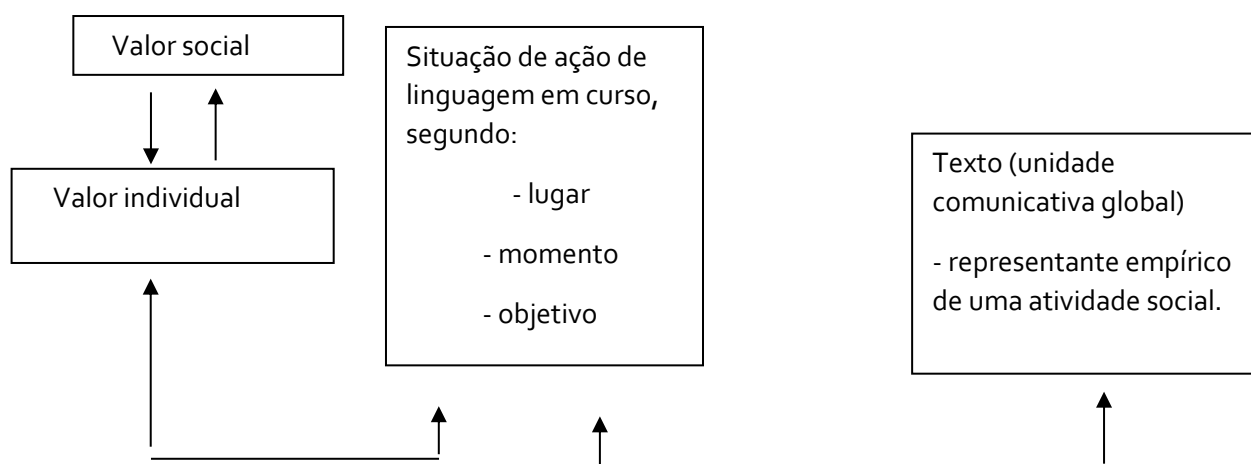 Valor social
Valor individual
Situação de ação de
linguagem em curso,
segundo:
- lugar
- momento
- objetivo
Texto (unidade
comunicativa global)
- representante empírico
de uma atividade social.